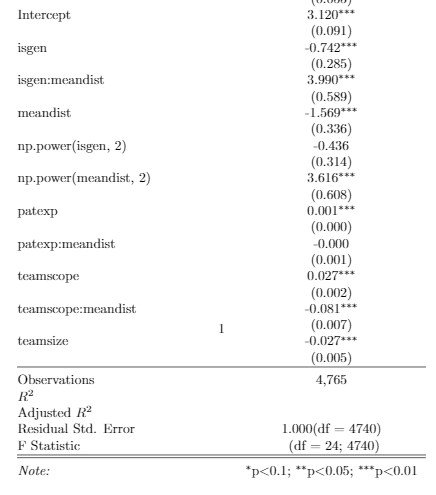 Intercept 3.120***
(0.091)
isgen -0.742***
(0.285)
isgen:meandist 3.990***
(0.589)
meandist -1.569***
(0.336)
np.power(isgen, 2) -0.436
(0.314)
np.power(meandist, 2) 3.616***
(0.608)
patexp 0.001***
(0.000)
patexp:meandist -0.000
(0.001)
teamscope 0.027***
(0.002)
teamscope:meandist -0.081***
1 (0.007)
teamsize -0.027***
(0.005)
Observations 4,765
R²
Adjusted R²
Residual Std. Error 1.000(df = 4740)
F Statistic (df = 24; 4740)
Note: *p<0.1; **p<0.05; ***p<0.01